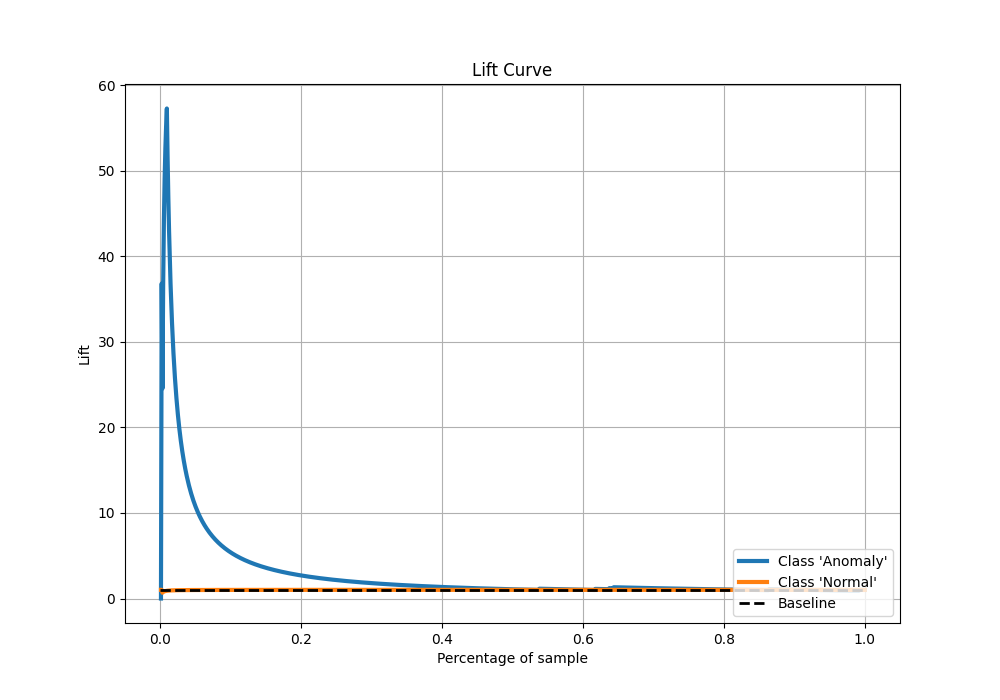 Lift Curve
Lift
60
50
40
30
20
10
0
0.0 0.2 0.4 0.6 0.8 1.0
Percentage of sample
Class 'Anomaly'
Class 'Normal'
Baseline